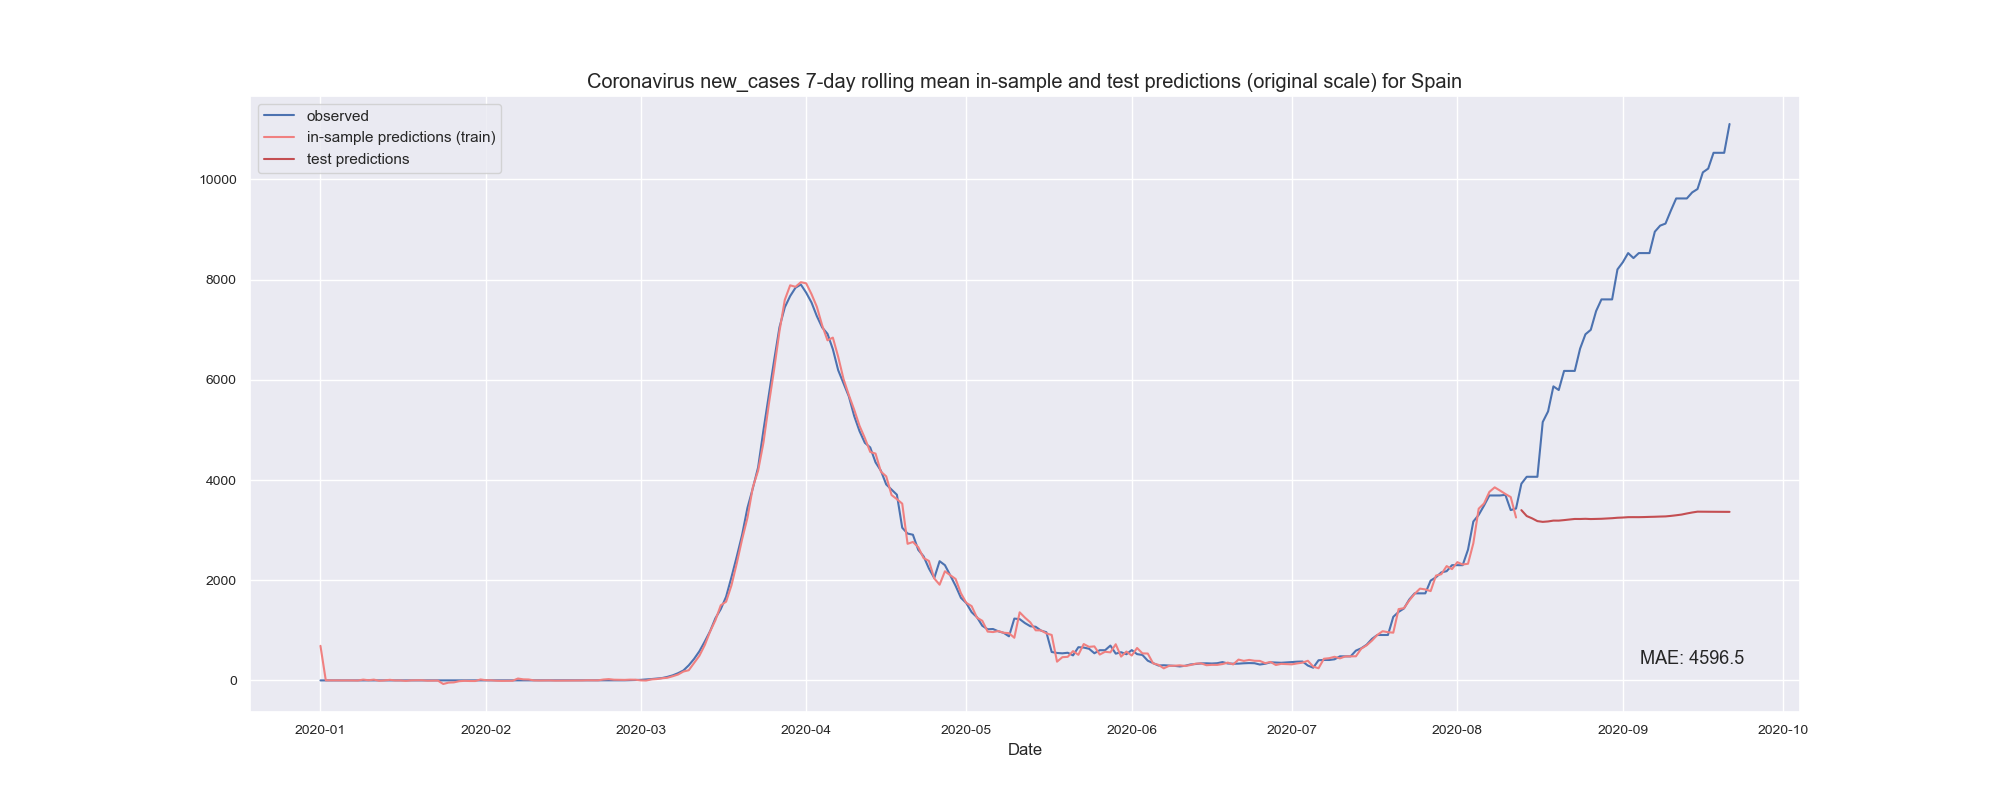 Coronavirus new_cases 7-day rolling mean in-sample and test predictions (original scale) for Spain
observed
in-sample predictions (train)
test predictions
10000
8000
6000
4000
2000
0
MAE: 4596.5
2020-01 2020-02 2020-03 2020-04 2020-05 2020-06 2020-07 2020-08 2020-09 2020-10
Date